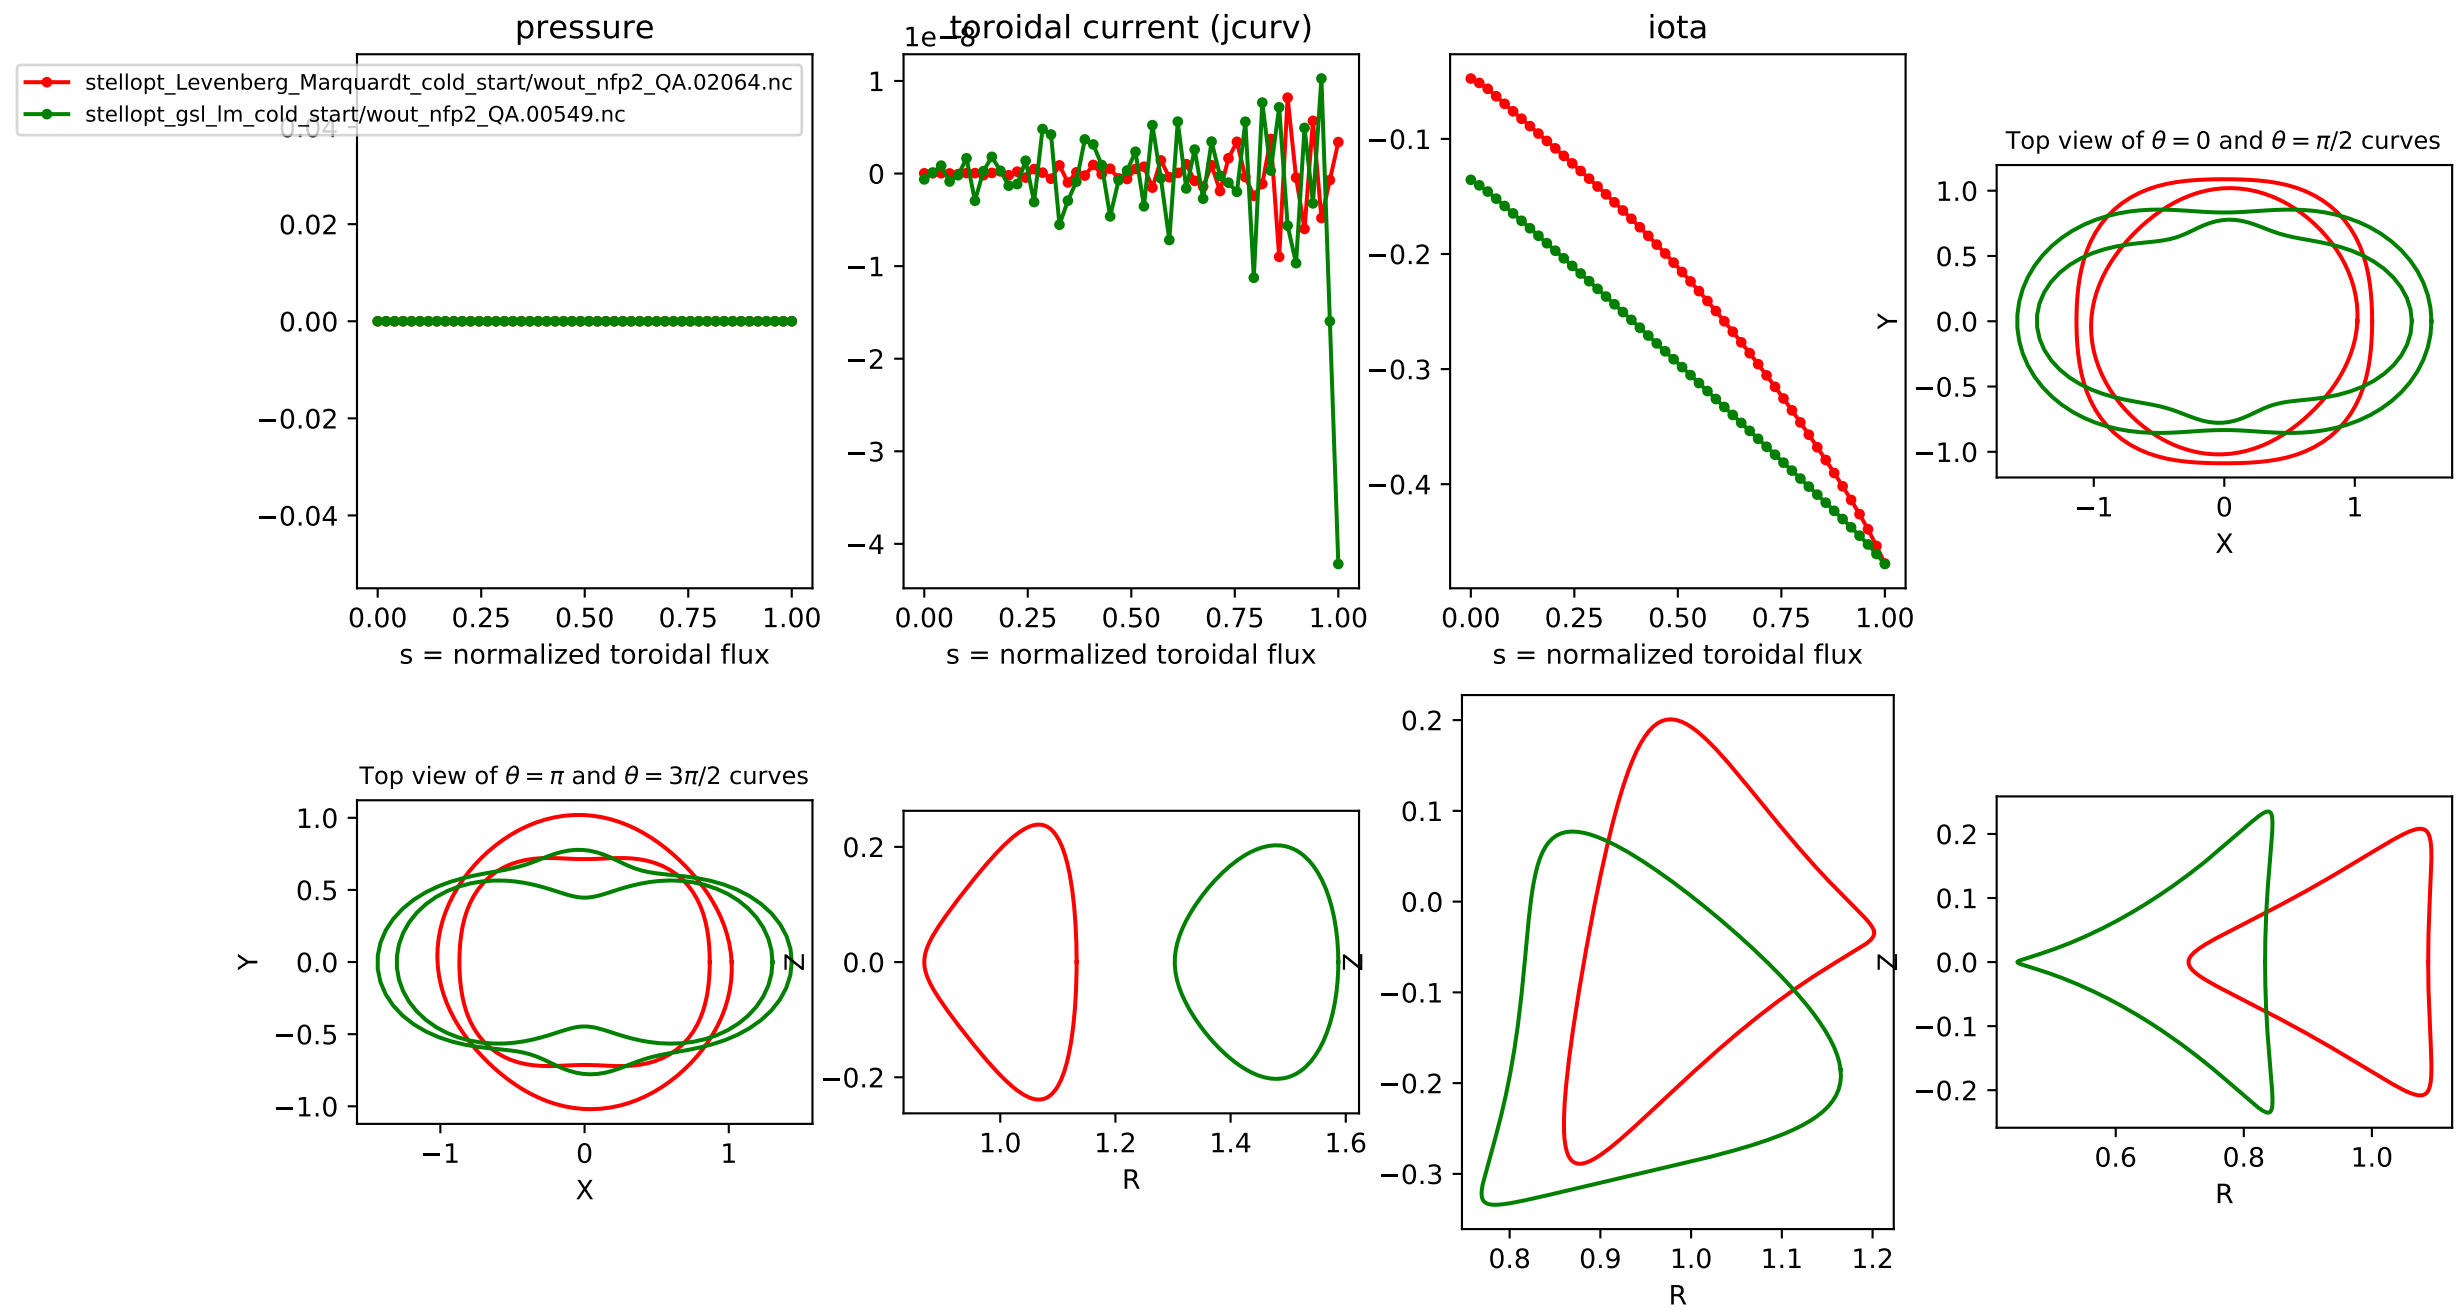 pressure
stellopt_Levenberg_Marquardt_cold_start/wout_nfp2_QA.02064.nc
stellopt_gsl_lm_cold_start/wout_nfp2_QA.00549.nc
0.04
0.02
0.00
−0.02
−0.04
0.00 0.25 0.50 0.75 1.00
s = normalized toroidal flux
toroidal current (jcurv)
1e−8
1
0
−1
−2
−3
−4
0.00 0.25 0.50 0.75 1.00
s = normalized toroidal flux
iota
−0.1
−0.2
−0.3
−0.4
0.00 0.25 0.50 0.75 1.00
s = normalized toroidal flux
Top view of θ = 0 and θ = π/2 curves
Y
1.0
0.5
0.0
−0.5
−1.0
−1 0 1
X
Top view of θ = π and θ = 3π/2 curves
Y
1.0
0.5
0.0
−0.5
−1.0
−1 0 1
X
Z
0.2
0.0
−0.2
1.0 1.2 1.4 1.6
R
Z
0.2
0.1
0.0
−0.1
−0.2
−0.3
0.8 0.9 1.0 1.1 1.2
R
Z
0.2
0.1
0.0
−0.1
−0.2
0.6 0.8 1.0
R